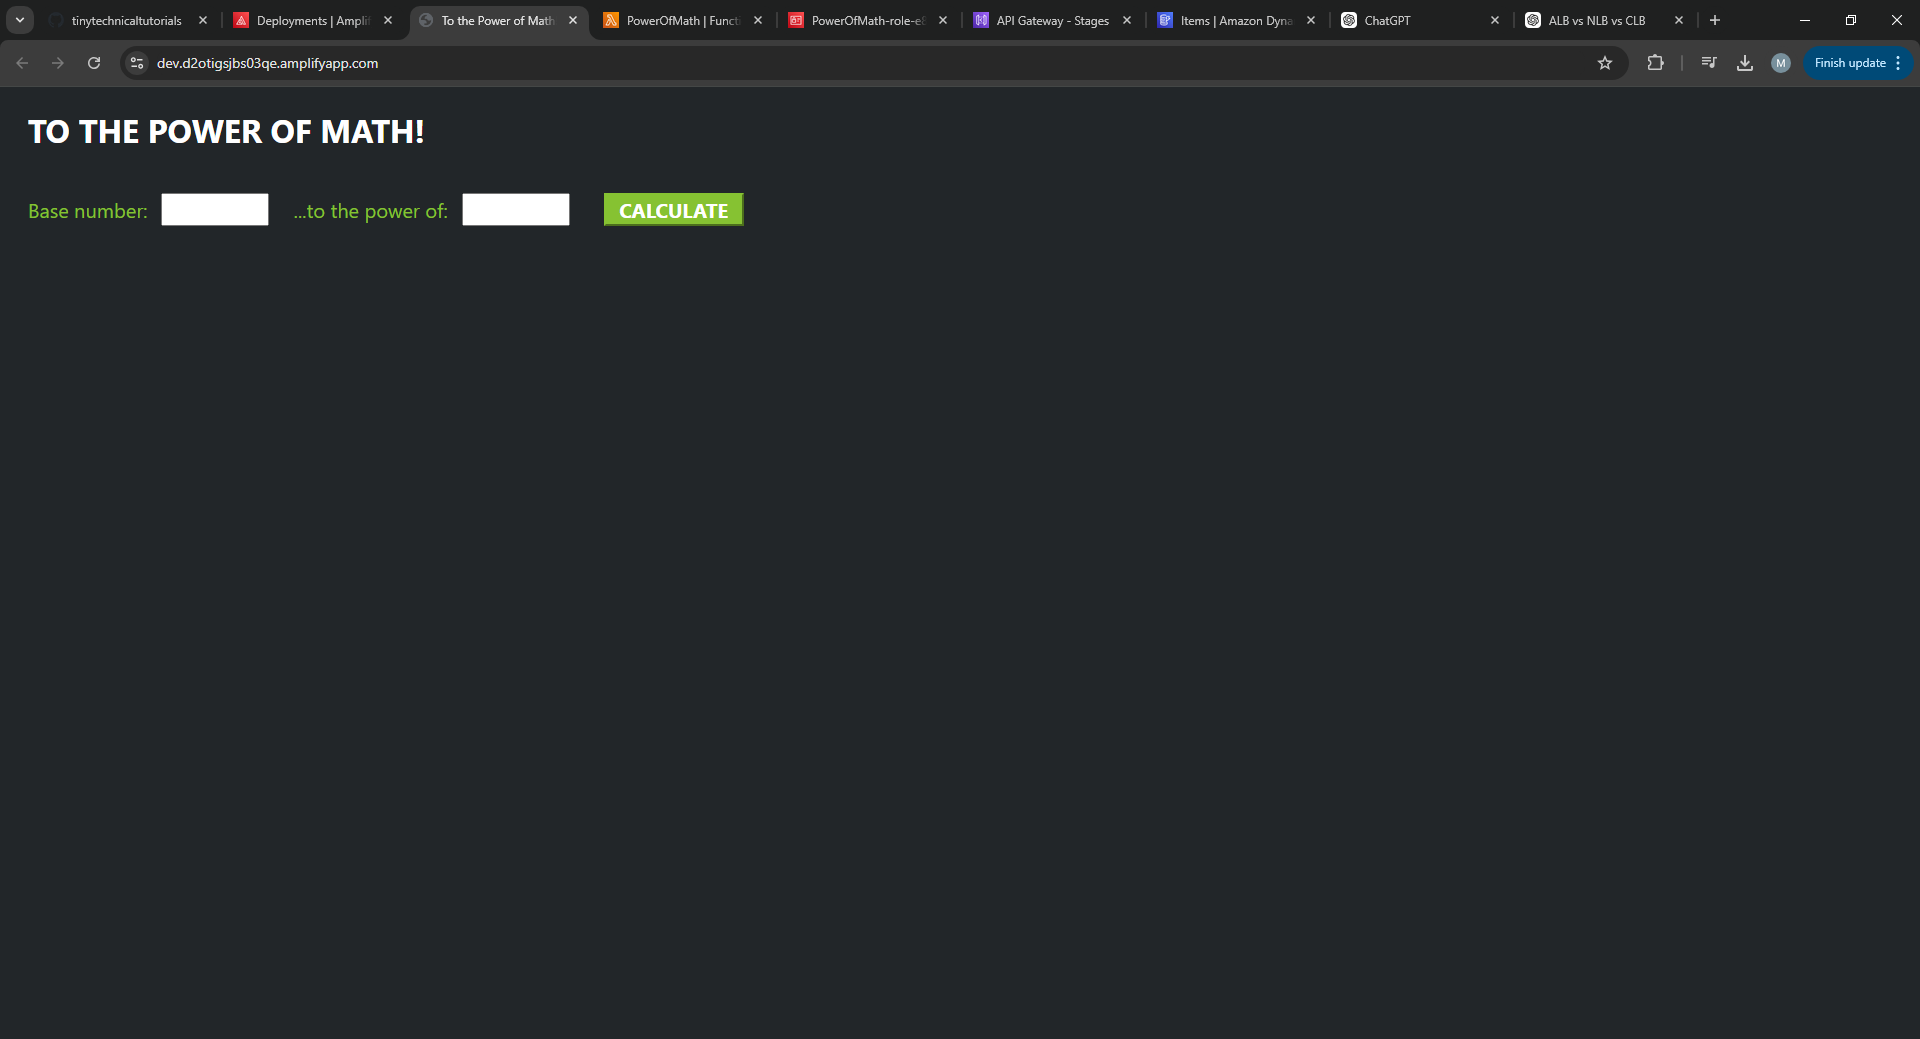 tinytechnicaltutorials
Deployments | Amplif
To the Power of Math
PowerOfMath | Functi
PowerOfMath-role-e8
API Gateway - Stages
Items | Amazon Dyna
ChatGPT
ALB vs NLB vs CLB
dev.d2otigsjbs03qe.amplifyapp.com
M
Finish update
TO THE POWER OF MATH!
Base number: ...to the power of: CALCULATE